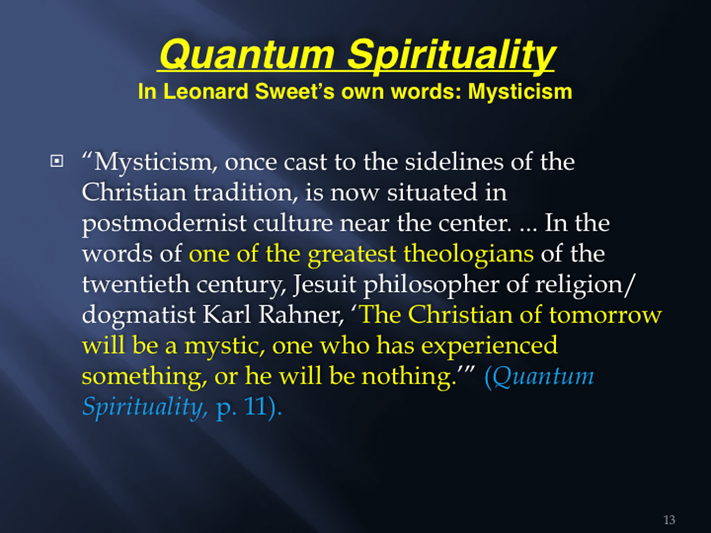 Quantum Spirituality
In Leonard Sweet’s own words: Mysticism
“Mysticism, once cast to the sidelines of the
Christian tradition, is now situated in
postmodernist culture near the center. ... In the
words of one of the greatest theologians of the
twentieth century, Jesuit philosopher of religion/
dogmatist Karl Rahner, ‘The Christian of tomorrow
will be a mystic, one who has experienced
something, or he will be nothing.’” (Quantum
Spirituality, p. 11).
13